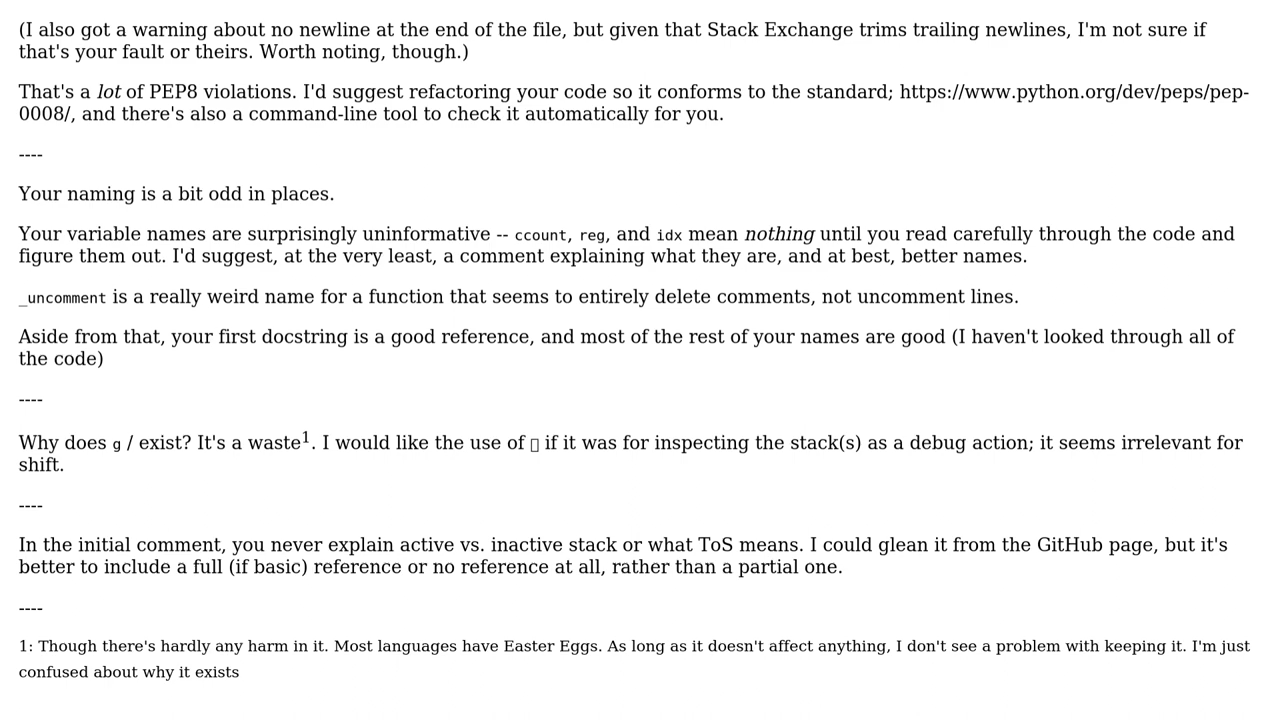 (I also got a warning about no newline at the end of the file, but given that Stack Exchange trims trailing newlines, I'm not sure if
that's your fault or theirs. Worth noting, though.)
That's a lot of PEP8 violations. I'd suggest refactoring your code so it conforms to the standard; https://www.python.org/dev/peps/pep-
0008/, and there's also a command-line tool to check it automatically for you.
----
Your naming is a bit odd in places.
Your variable names are surprisingly uninformative -- ccount, reg, and idx mean nothing until you read carefully through the code and
figure them out. I'd suggest, at the very least, a comment explaining what they are, and at best, better names.
_uncomment is a really weird name for a function that seems to entirely delete comments, not uncomment lines.
Aside from that, your first docstring is a good reference, and most of the rest of your names are good (I haven't looked through all of
the code)
----
Why does g / exist? It's a waste1. I would like the use of if it was for inspecting the stack(s) as a debug action; it seems irrelevant for
shift.
----
In the initial comment, you never explain active vs. inactive stack or what ToS means. I could glean it from the GitHub page, but it's
better to include a full (if basic) reference or no reference at all, rather than a partial one.
----
1: Though there's hardly any harm in it. Most languages have Easter Eggs. As long as it doesn't affect anything, I don't see a problem with keeping it. I'm just
confused about why it exists